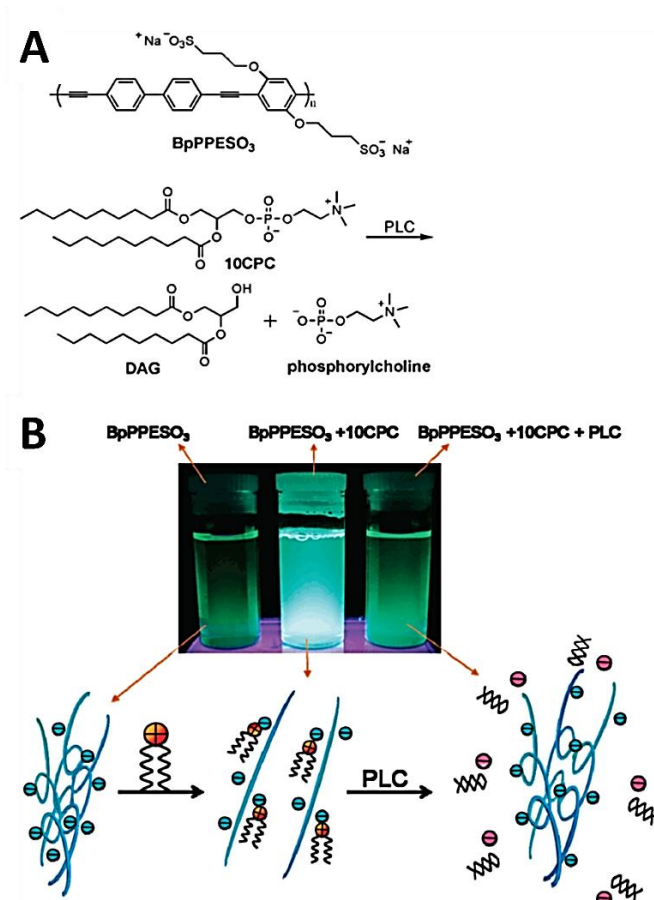 A
⁺Na⁻O₃S
O
n
O
SO₃⁻ Na⁺
BpPPESO₃
O
O
O
O
O P O
O⁻
N⁺
PLC
10CPC
O
OH
O
O
O
+
O
⁻O P O
O⁻
N⁺
DAG
phosphorylcholine
B
BpPPESO₃ BpPPESO₃ +10CPC BpPPESO₃ +10CPC + PLC
PLC